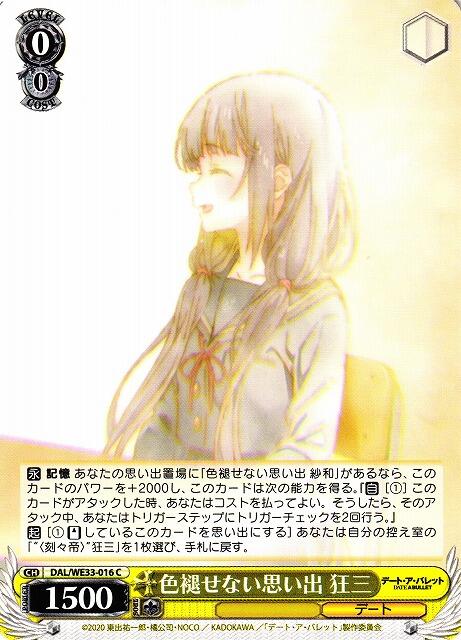 LEVEL
0
0
COST
永 記憶 あなたの思い出置場に「色褪せない思い出 紗和」があるなら、この
カードのパワーを+2000し、このカードは次の能力を得る。『自 [①] このカ
ードがアタックした時、あなたはコストを払ってよい。そうしたら、そのア
タック中、あなたはトリガーステップにトリガーチェックを2回行う。』
起 [① しているこのカードを思い出にする] あなたは自分の控え室の
「“〈刻々帝〉”狂三」を1枚選び、手札に戻す。
CH DAL/WE33-016 C
POWER
1500
SOUL
色褪せない思い出 狂三
デート・ア・バレット
DATE A BULLET
デート
©2020 東出祐一郎・橘公司・NOCO / KADOKAWA /「デート・ア・バレット」製作委員会